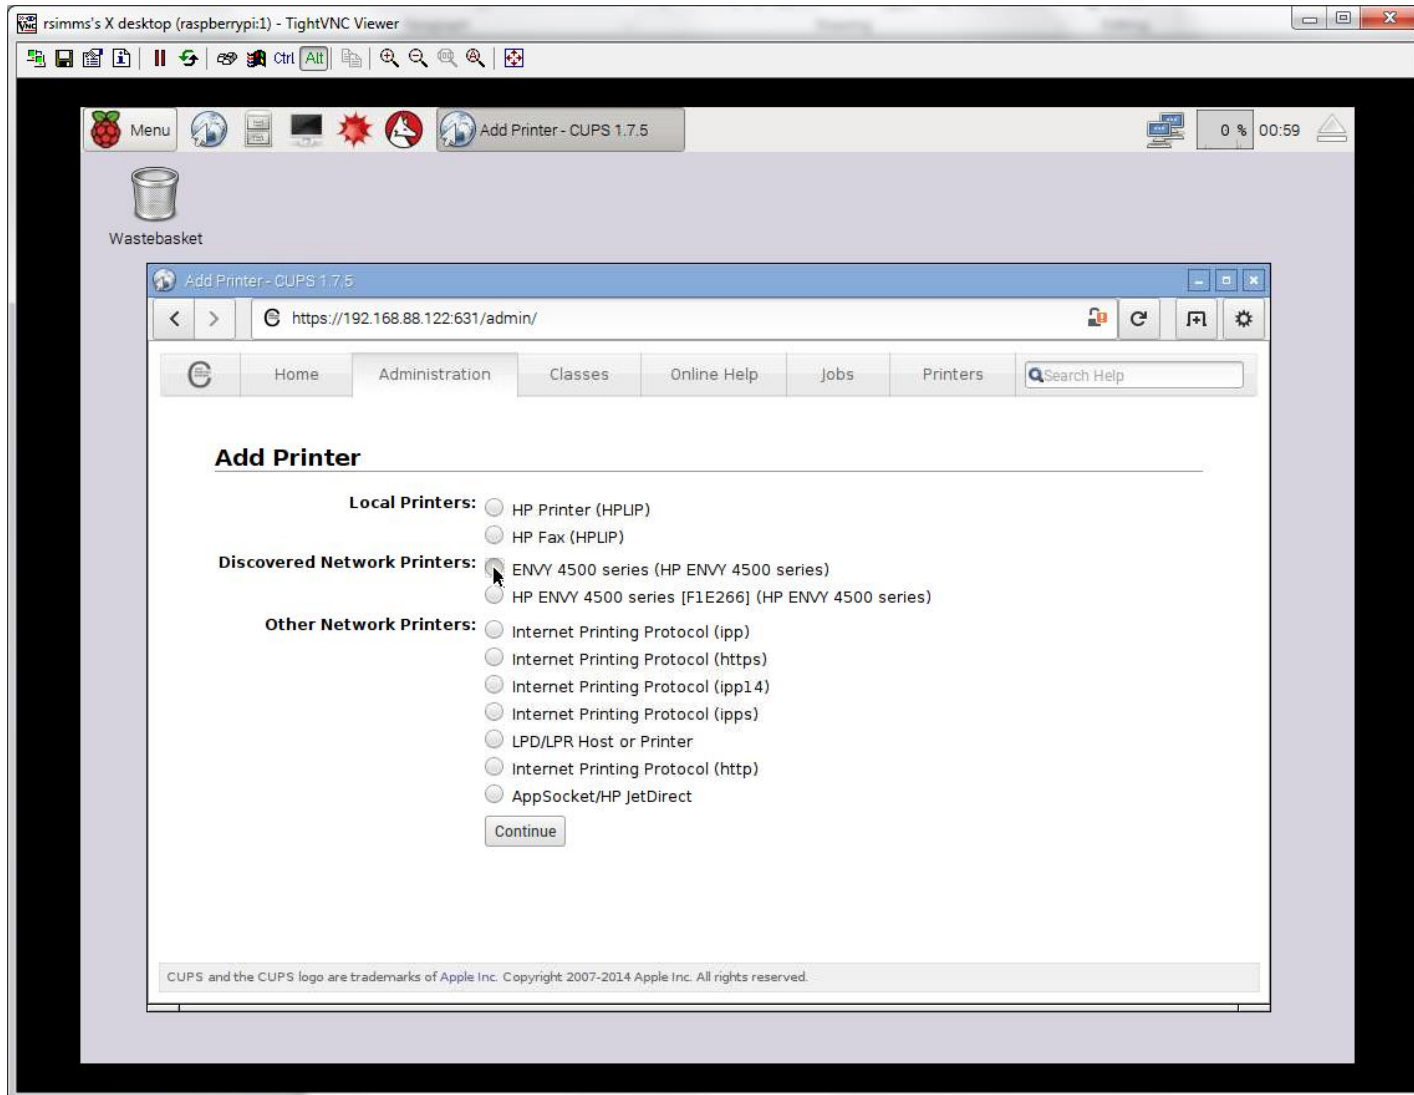 rsimms's X desktop (raspberrypi:1) - TightVNC Viewer
Ctrl Alt
Menu Add Printer - CUPS 1.7.5 0 % 00:59
Wastebasket
Add Printer - CUPS 1.7.5
https://192.168.88.122:631/admin/
Home Administration Classes Online Help Jobs Printers Search Help
Add Printer
Local Printers: HP Printer (HPLIP)
HP Fax (HPLIP)
Discovered Network Printers: ENVY 4500 series (HP ENVY 4500 series)
HP ENVY 4500 series [F1E266] (HP ENVY 4500 series)
Other Network Printers: Internet Printing Protocol (ipp)
Internet Printing Protocol (https)
Internet Printing Protocol (ipp14)
Internet Printing Protocol (ipps)
LPD/LPR Host or Printer
Internet Printing Protocol (http)
AppSocket/HP JetDirect
Continue
CUPS and the CUPS logo are trademarks of Apple Inc. Copyright 2007-2014 Apple Inc. All rights reserved.